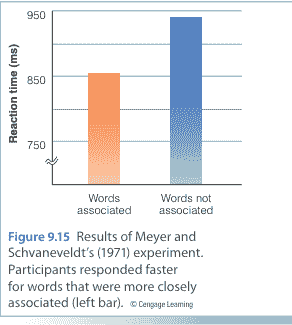 950
850
750
Reaction time (ms)
Words associated
Words not associated
Figure 9.15 Results of Meyer and
Schvaneveldt's (1971) experiment.
Participants responded faster
for words that were more closely
associated (left bar). © Cengage Learning